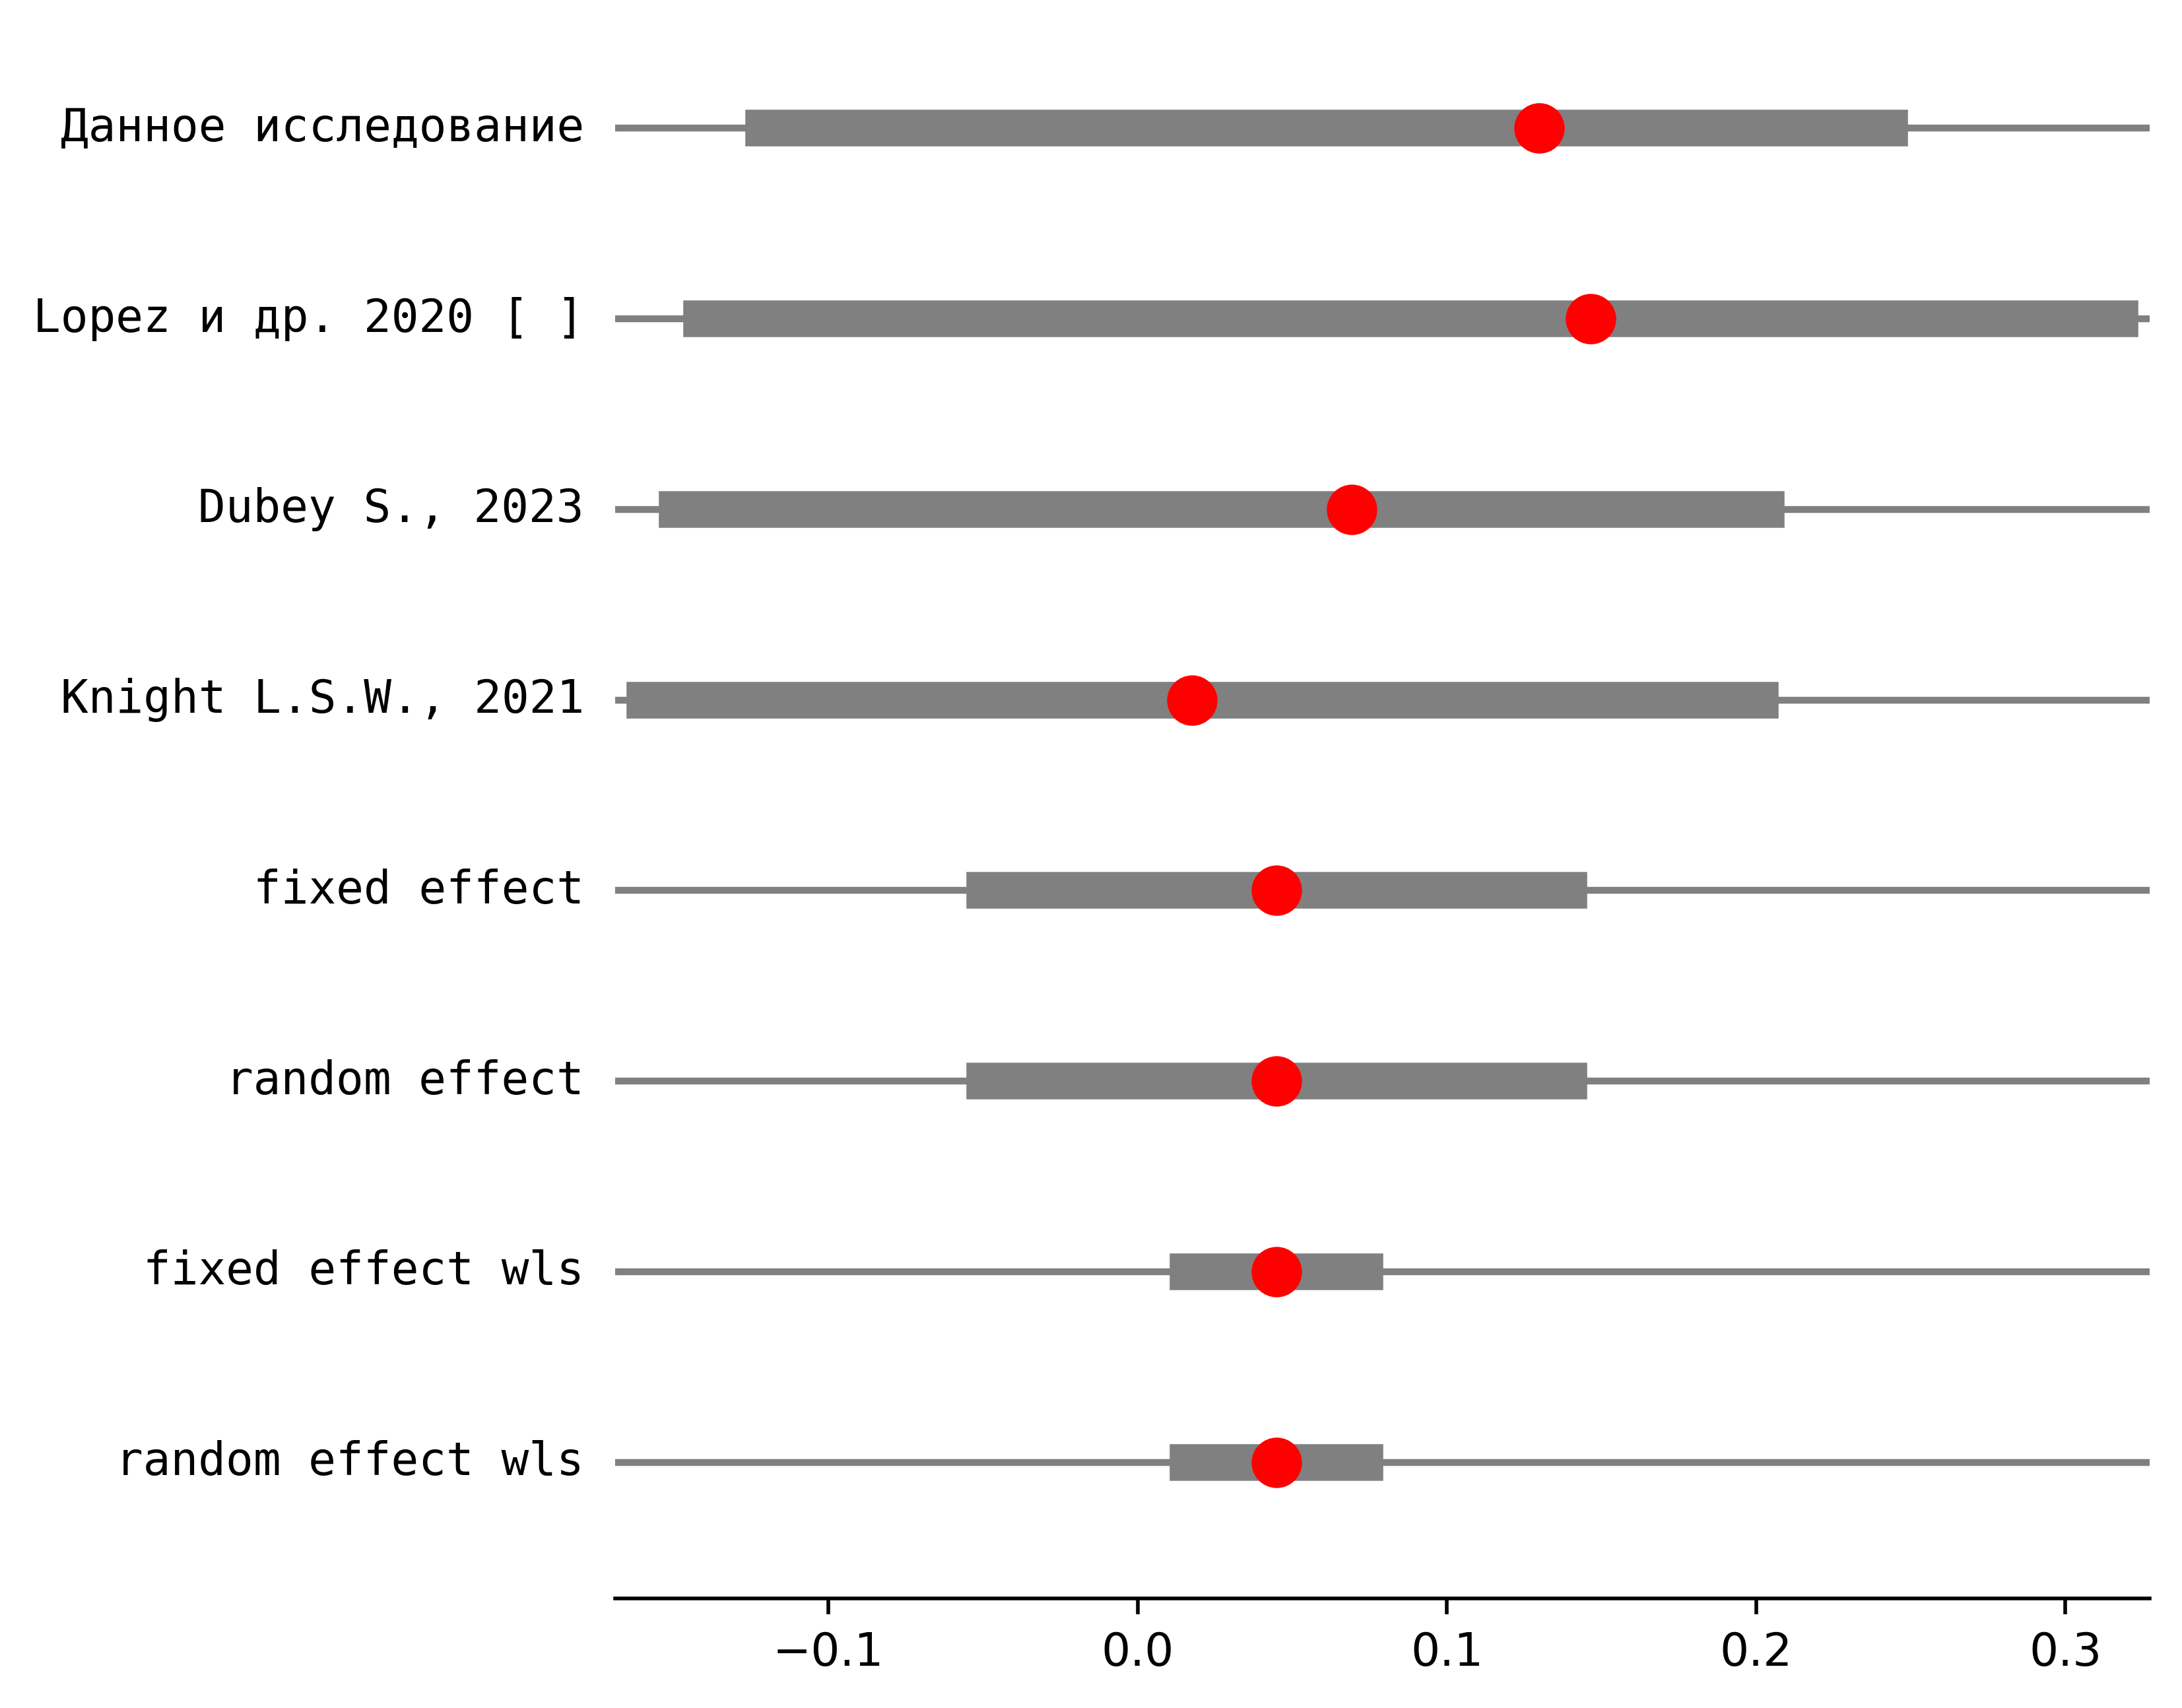 Данное исследование
Lopez и др. 2020 [ ]
Dubey S., 2023
Knight L.S.W., 2021
fixed effect
random effect
fixed effect wls
random effect wls
−0.1 0.0 0.1 0.2 0.3